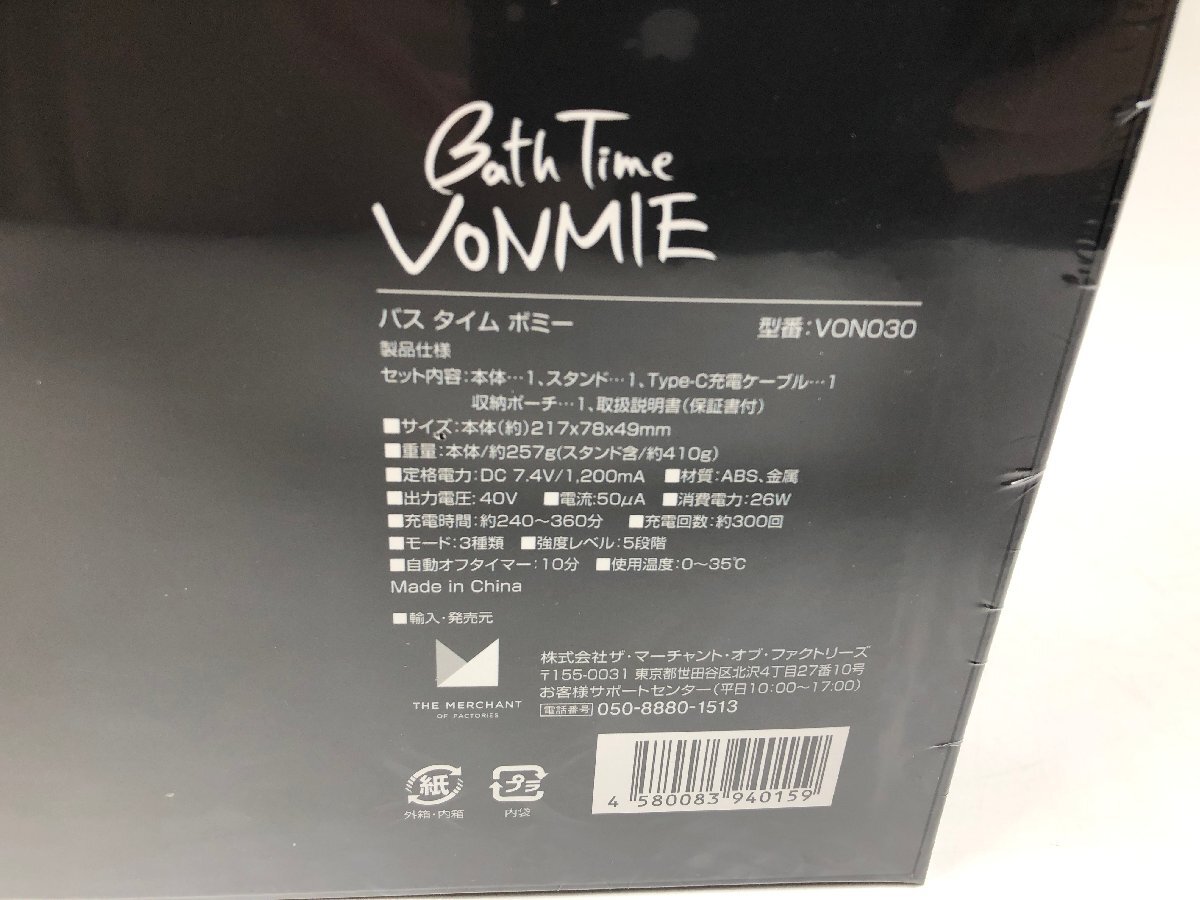 Bath Time
VONMIE
バス タイム ボミー 型番:VON030
製品仕様
セット内容:本体…1、スタンド…1、Type-C充電ケーブル…1
収納ポーチ…1、取扱説明書(保証書付)
■サイズ:本体(約)217x78x49mm
■重量:本体/約257g(スタンド含/約410g)
■定格電力:DC 7.4V/1,200mA ■材質:ABS、金属
■出力電圧:40V ■電流:50μA ■消費電力:26W
■充電時間:約240～360分 ■充電回数:約300回
■モード:3種類 ■強度レベル:5段階
■自動オフタイマー:10分 ■使用温度:0～35℃
Made in China
■輸入・発売元
株式会社ザ・マーチャント・オブ・ファクトリーズ
〒155-0031 東京都世田谷区北沢4丁目27番10号
お客様サポートセンター(平日10:00～17:00)
電話番号 050-8880-1513
THE MERCHANT
OF FACTORIES
紙 プラ
外箱・内箱 内袋
4 580083 940159